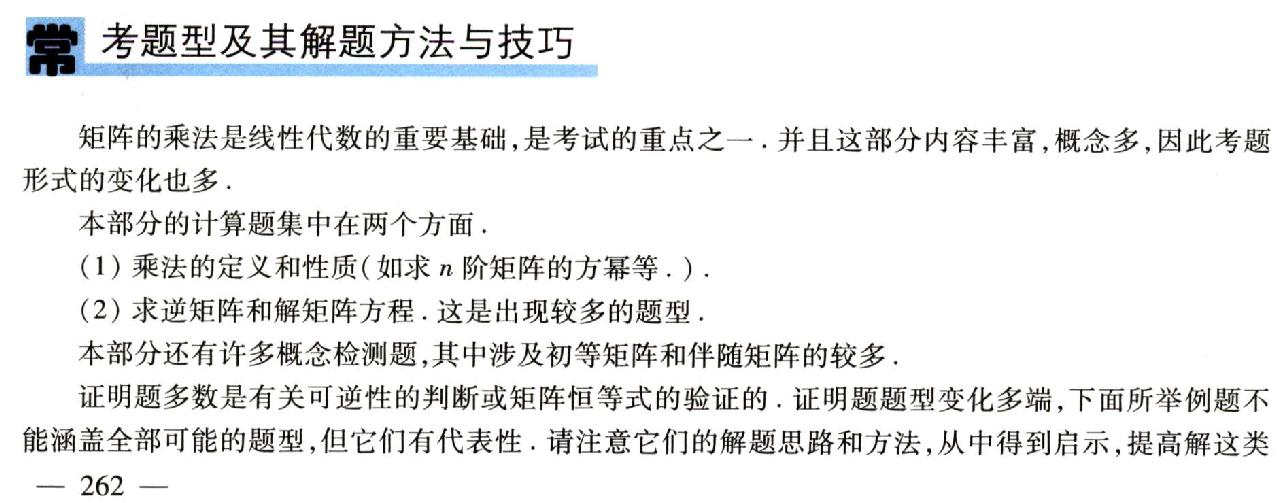 常考题型及其解题方法与技巧
矩阵的乘法是线性代数的重要基础,是考试的重点之一.并且这部分内容丰富,概念多,因此考题
形式的变化也多.
本部分的计算题集中在两个方面.
(1) 乘法的定义和性质(如求 n 阶矩阵的方幂等.).
(2) 求逆矩阵和解矩阵方程.这是出现较多的题型.
本部分还有许多概念检测题,其中涉及初等矩阵和伴随矩阵的较多.
证明题多数是有关可逆性的判断或矩阵恒等式的验证的.证明题题型变化多端,下面所举例题不
能涵盖全部可能的题型,但它们有代表性.请注意它们的解题思路和方法,从中得到启示,提高解这类
— 262 —